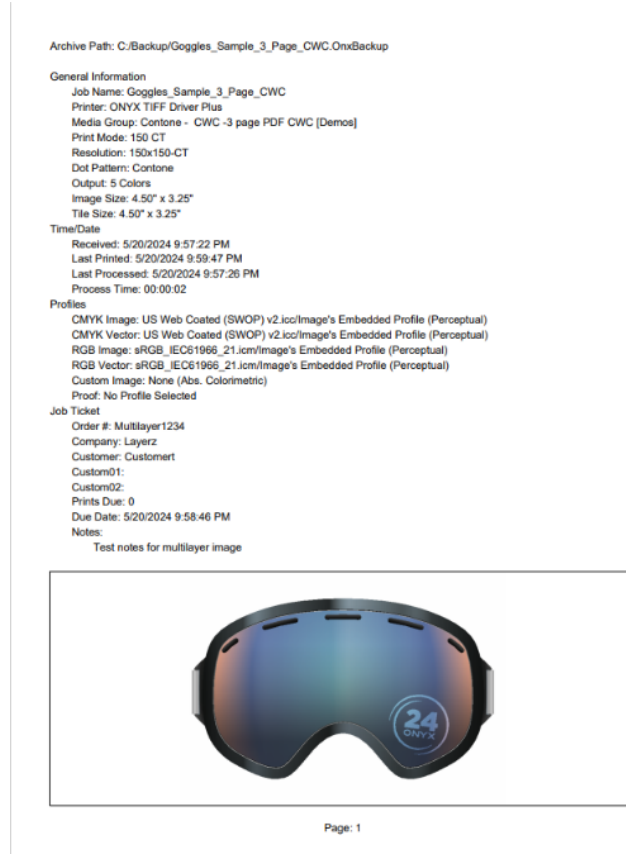 Archive Path: C:/Backup/Goggles_Sample_3_Page_CWC.OnxBackup
General Information
Job Name: Goggles_Sample_3_Page_CWC
Printer: ONYX TIFF Driver Plus
Media Group: Contone -  CWC -3 page PDF CWC [Demos]
Print Mode: 150 CT
Resolution: 150x150-CT
Dot Pattern: Contone
Output: 5 Colors
Image Size: 4.50" x 3.25"
Tile Size: 4.50" x 3.25"
Time/Date
Received: 5/20/2024 9:57:22 PM
Last Printed: 5/20/2024 9:59:47 PM
Last Processed: 5/20/2024 9:57:26 PM
Process Time: 00:00:02
Profiles
CMYK Image: US Web Coated (SWOP) v2.icc/Image's Embedded Profile (Perceptual)
CMYK Vector: US Web Coated (SWOP) v2.icc/Image's Embedded Profile (Perceptual)
RGB Image: sRGB_IEC61966_21.icm/Image's Embedded Profile (Perceptual)
RGB Vector: sRGB_IEC61966_21.icm/Image's Embedded Profile (Perceptual)
Custom Image: None (Abs. Colorimetric)
Proof: No Profile Selected
Job Ticket
Order #: Multilayer1234
Company: Layerz
Customer: Customert
Custom01:
Custom02:
Prints Due: 0
Due Date: 5/20/2024 9:58:46 PM
Notes:
Test notes for multilayer image
24
ONYX
Page: 1